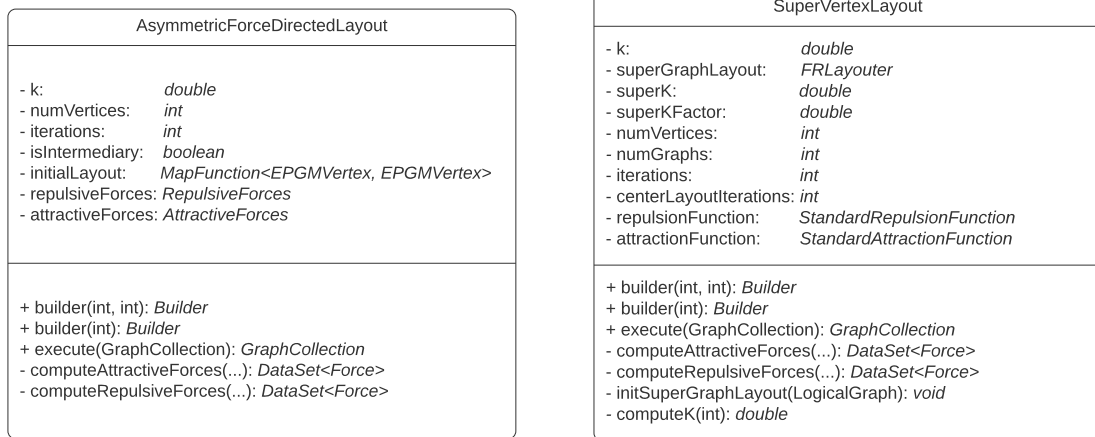 AsymmetricForceDirectedLayout
- k: double
- numVertices: int
- iterations: int
- isIntermediary: boolean
- initialLayout: MapFunction<EPGMVertex, EPGMVertex>
- repulsiveForces: RepulsiveForces
- attractiveForces: AttractiveForces
+ builder(int, int): Builder
+ builder(int): Builder
+ execute(GraphCollection): GraphCollection
- computeAttractiveForces(...): DataSet<Force>
- computeRepulsiveForces(...): DataSet<Force>
SuperVertexLayout
- k: double
- superGraphLayout: FRLayouter
- superK: double
- superKFactor: double
- numVertices: int
- numGraphs: int
- iterations: int
- centerLayoutIterations: int
- repulsionFunction: StandardRepulsionFunction
- attractionFunction: StandardAttractionFunction
+ builder(int, int): Builder
+ builder(int): Builder
+ execute(GraphCollection): GraphCollection
- computeAttractiveForces(...): DataSet<Force>
- computeRepulsiveForces(...): DataSet<Force>
- initSuperGraphLayout(LogicalGraph): void
- computeK(int): double